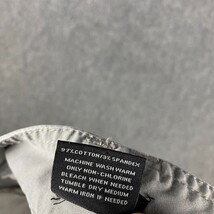 97%COTTON/3%SPANDEX
MACHINE WASH WARM
ONLY NON-CHLORINE
BLEACH WHEN NEEDED
TUMBLE DRY MEDIUM
WARM IRON IF NEEDED